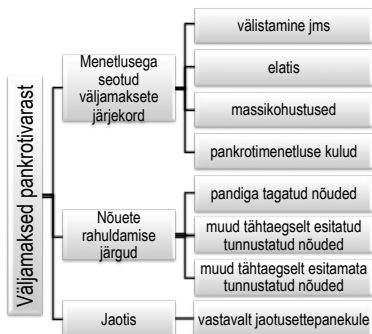 Väljamaksed pankrotivarast
Menetlusega
seotud
väljamaksete
järjekord
välistamine jms
elatis
massikohustused
pankrotimenetluse kulud
Nõuete
rahuldamise
järgud
pandiga tagatud nõuded
muud tähtaegselt esitatud
tunnustatud nõuded
muud tähtaegselt esitamata
tunnustatud nõuded
Jaotis
vastavalt jaotusettepanekule